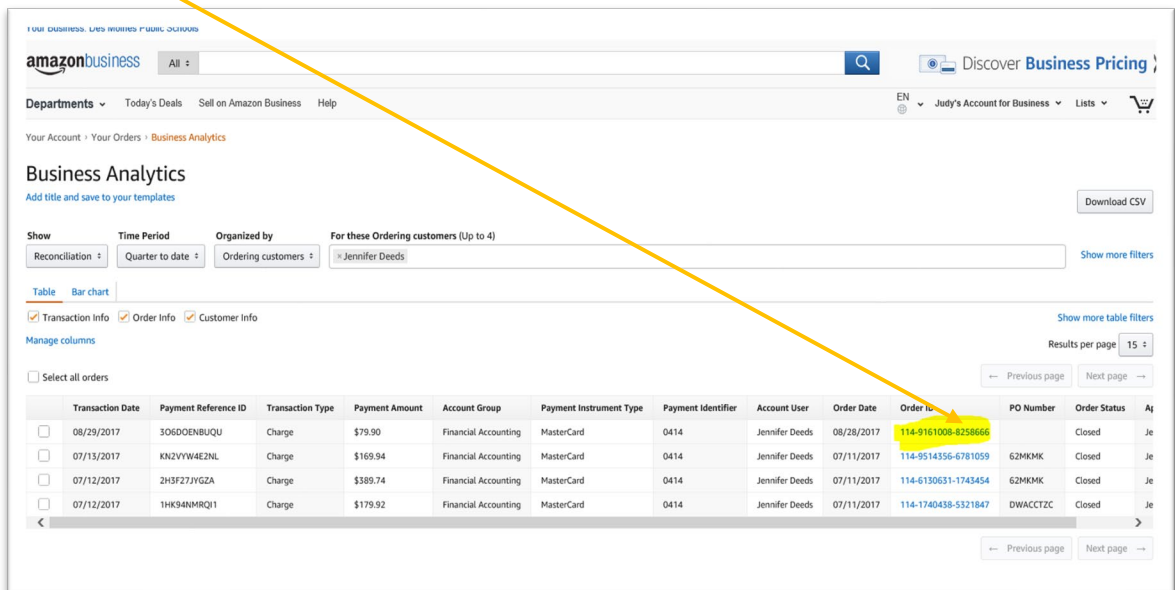 Your Business: Des Moines Public Schools
amazonbusiness All Discover Business Pricing
Departments Today's Deals Sell on Amazon Business Help EN Judy's Account for Business Lists
Your Account › Your Orders › Business Analytics
Business Analytics
Add title and save to your templates
Download CSV
Show Time Period Organized by For these Ordering customers (Up to 4)
Reconciliation Quarter to date Ordering customers × Jennifer Deeds Show more filters
Table Bar chart
Transaction Info Order Info Customer Info Show more table filters
Manage columns Results per page 15
Select all orders ← Previous page Next page →
Transaction Date Payment Reference ID Transaction Type Payment Amount Account Group Payment Instrument Type Payment Identifier Account User Order Date Order ID PO Number Order Status Ap
08/29/2017 3O6DOENBUQU Charge $79.90 Financial Accounting MasterCard 0414 Jennifer Deeds 08/28/2017 114-9161008-8258666 Closed Je
07/13/2017 KN2VYW4E2NL Charge $169.94 Financial Accounting MasterCard 0414 Jennifer Deeds 07/11/2017 114-9514356-6781059 62MKMK Closed Je
07/12/2017 2H3F27JYGZA Charge $389.74 Financial Accounting MasterCard 0414 Jennifer Deeds 07/11/2017 114-6130631-1743454 62MKMK Closed Je
07/12/2017 1HK94NMRQI1 Charge $179.92 Financial Accounting MasterCard 0414 Jennifer Deeds 07/11/2017 114-1740438-5321847 DWACCTZC Closed Je
← Previous page Next page →